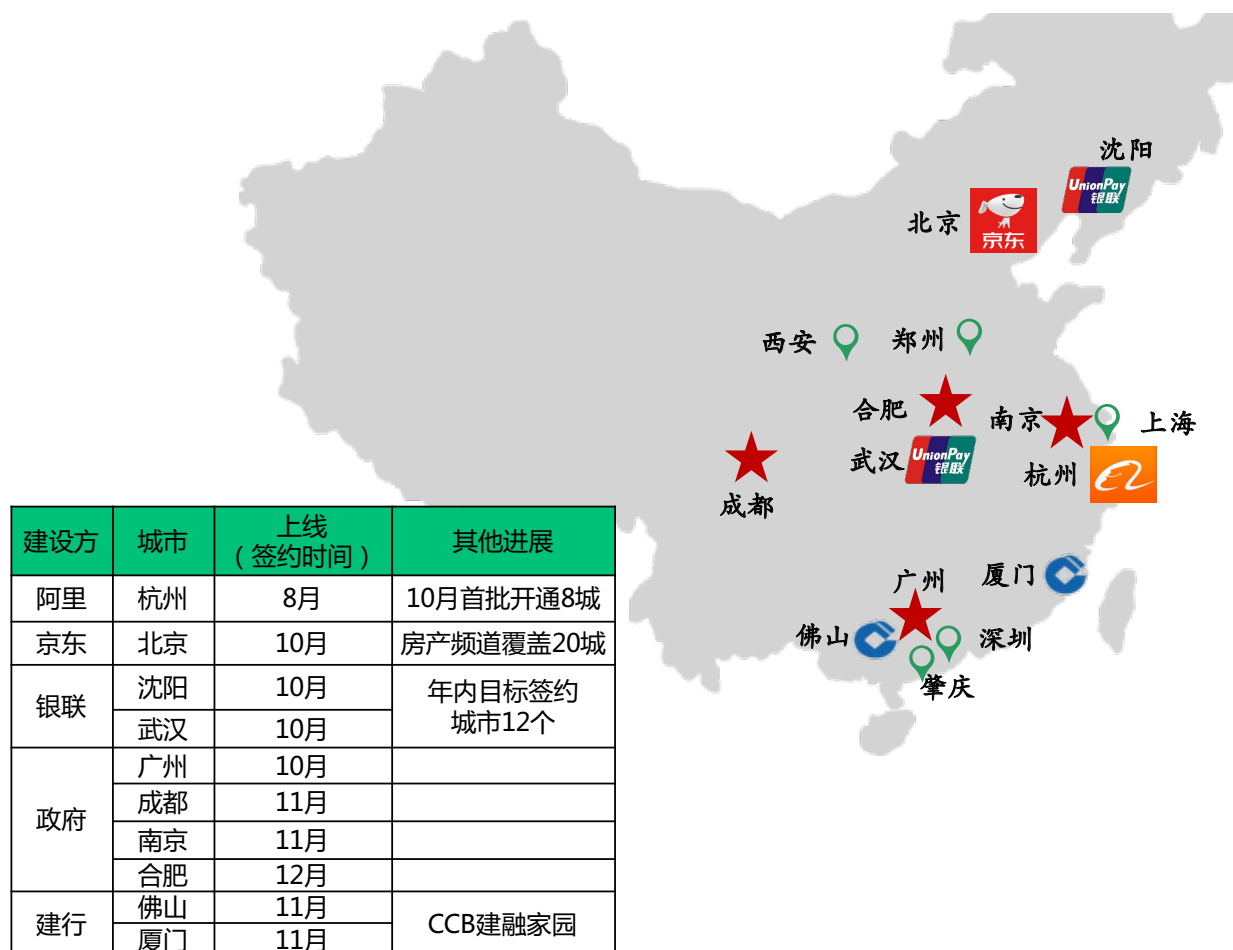 沈阳
UnionPay
银联
北京
京东
西安
郑州
合肥
南京
上海
武汉
UnionPay
银联
杭州
成都
广州
厦门
佛山
深圳
肇庆
建设方 城市 上线（签约时间） 其他进展
阿里 杭州 8月 10月首批开通8城
京东 北京 10月 房产频道覆盖20城
银联 沈阳 10月 年内目标签约
城市12个
武汉 10月
政府 广州 10月
成都 11月
南京 11月
合肥 12月
建行 佛山 11月 CCB建融家园
厦门 11月